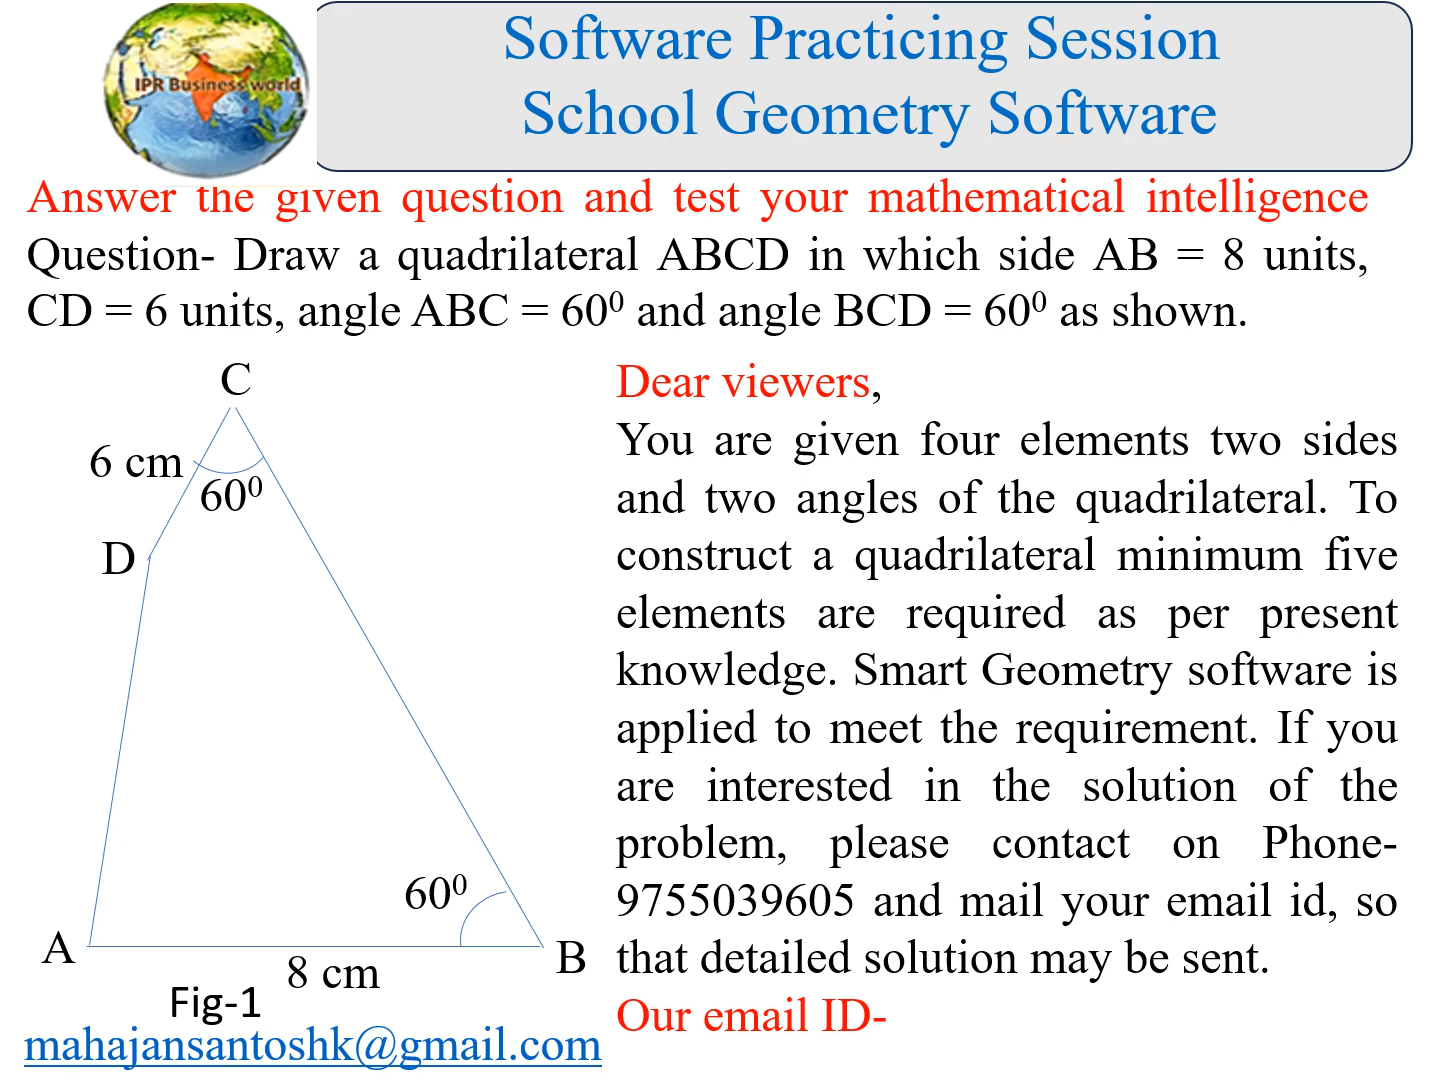 IPR Business world
Software Practicing Session
School Geometry Software
Answer the given question and test your mathematical intelligence
Question- Draw a quadrilateral ABCD in which side AB = 8 units,
CD = 6 units, angle ABC = 60⁰ and angle BCD = 60⁰ as shown.
C
6 cm
60⁰
D
60⁰
A
B
8 cm
Fig-1
mahajansantoshk@gmail.com
Dear viewers,
You are given four elements two sides
and two angles of the quadrilateral. To
construct a quadrilateral minimum five
elements are required as per present
knowledge. Smart Geometry software is
applied to meet the requirement. If you
are interested in the solution of the
problem, please contact on Phone-
9755039605 and mail your email id, so
that detailed solution may be sent.
Our email ID-